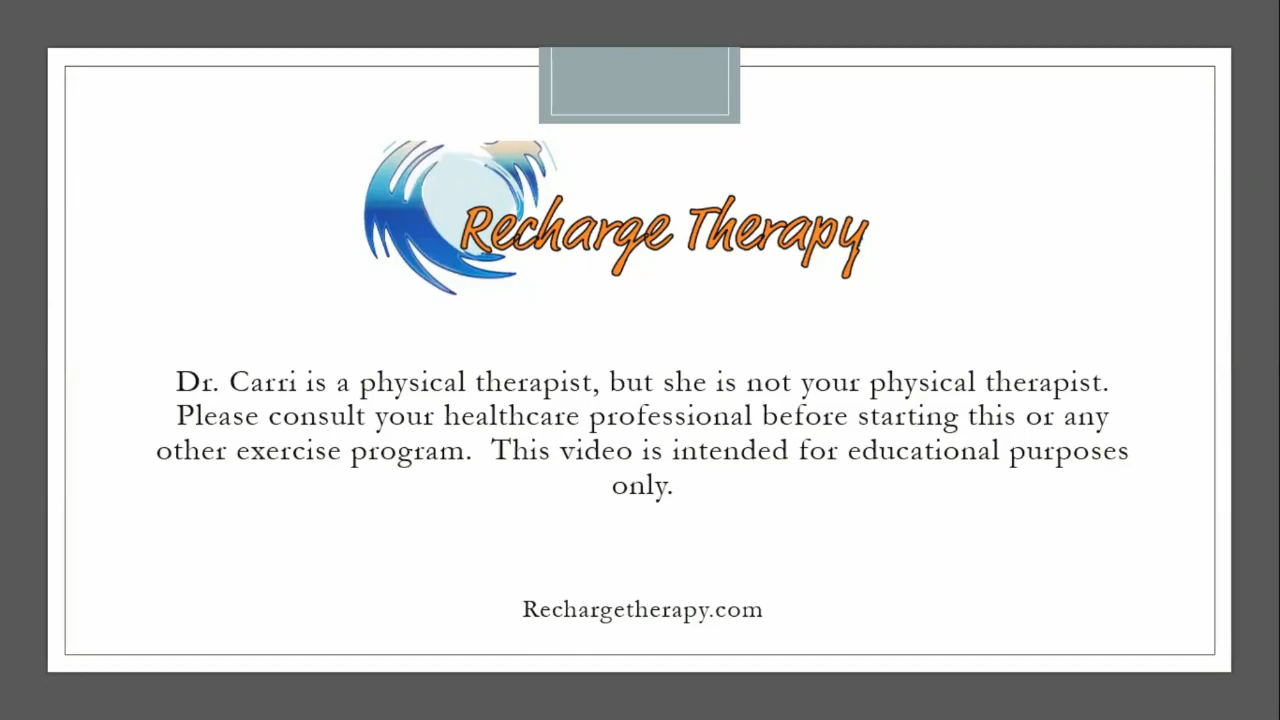 Recharge Therapy
Dr. Carri is a physical therapist, but she is not your physical therapist.
Please consult your healthcare professional before starting this or any
other exercise program.  This video is intended for educational purposes
only.
Rechargetherapy.com